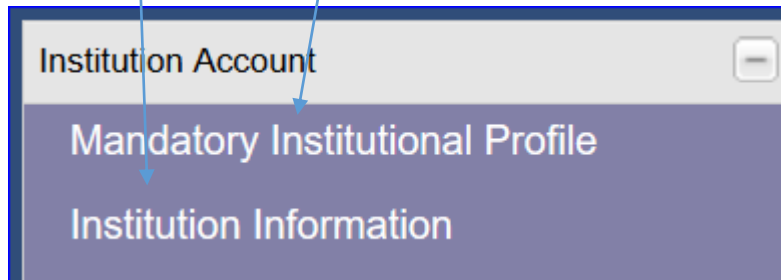 Institution Account
Mandatory Institutional Profile
Institution Information